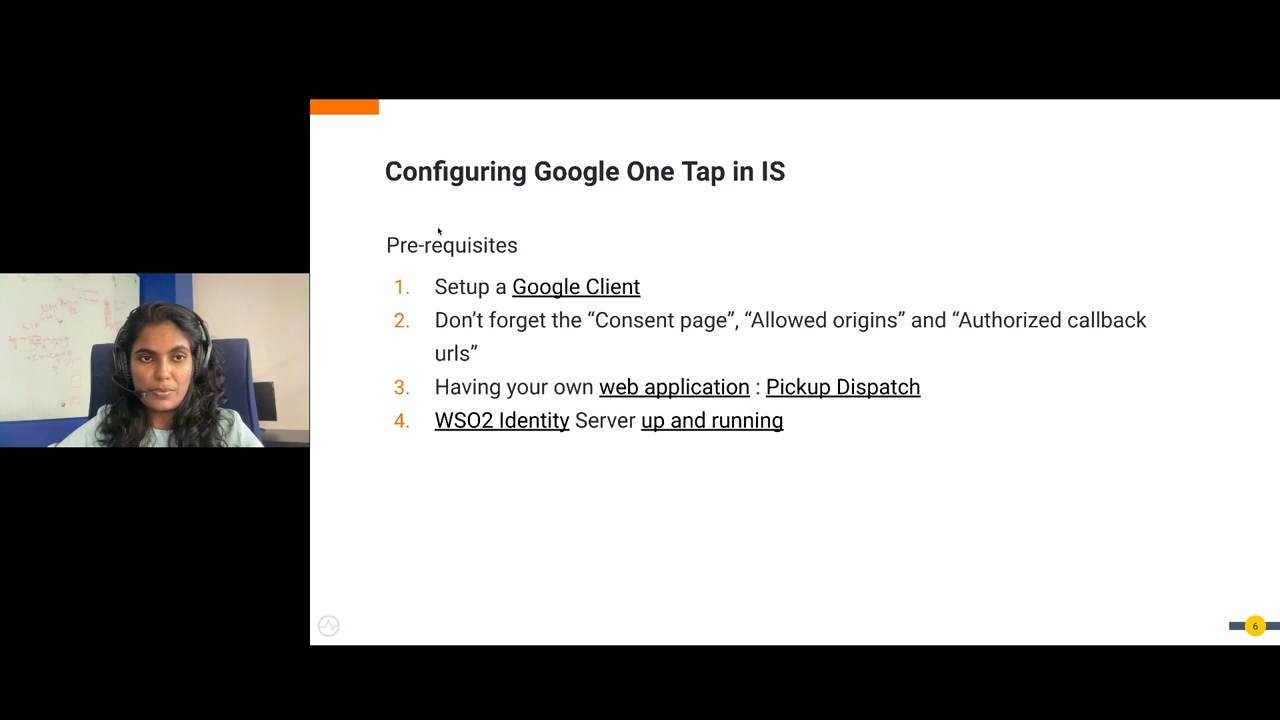 Configuring Google One Tap in IS
Pre-requisites
1. Setup a Google Client
2. Don’t forget the “Consent page”, “Allowed origins” and “Authorized callback
urls”
3. Having your own web application : Pickup Dispatch
4. WSO2 Identity Server up and running
6